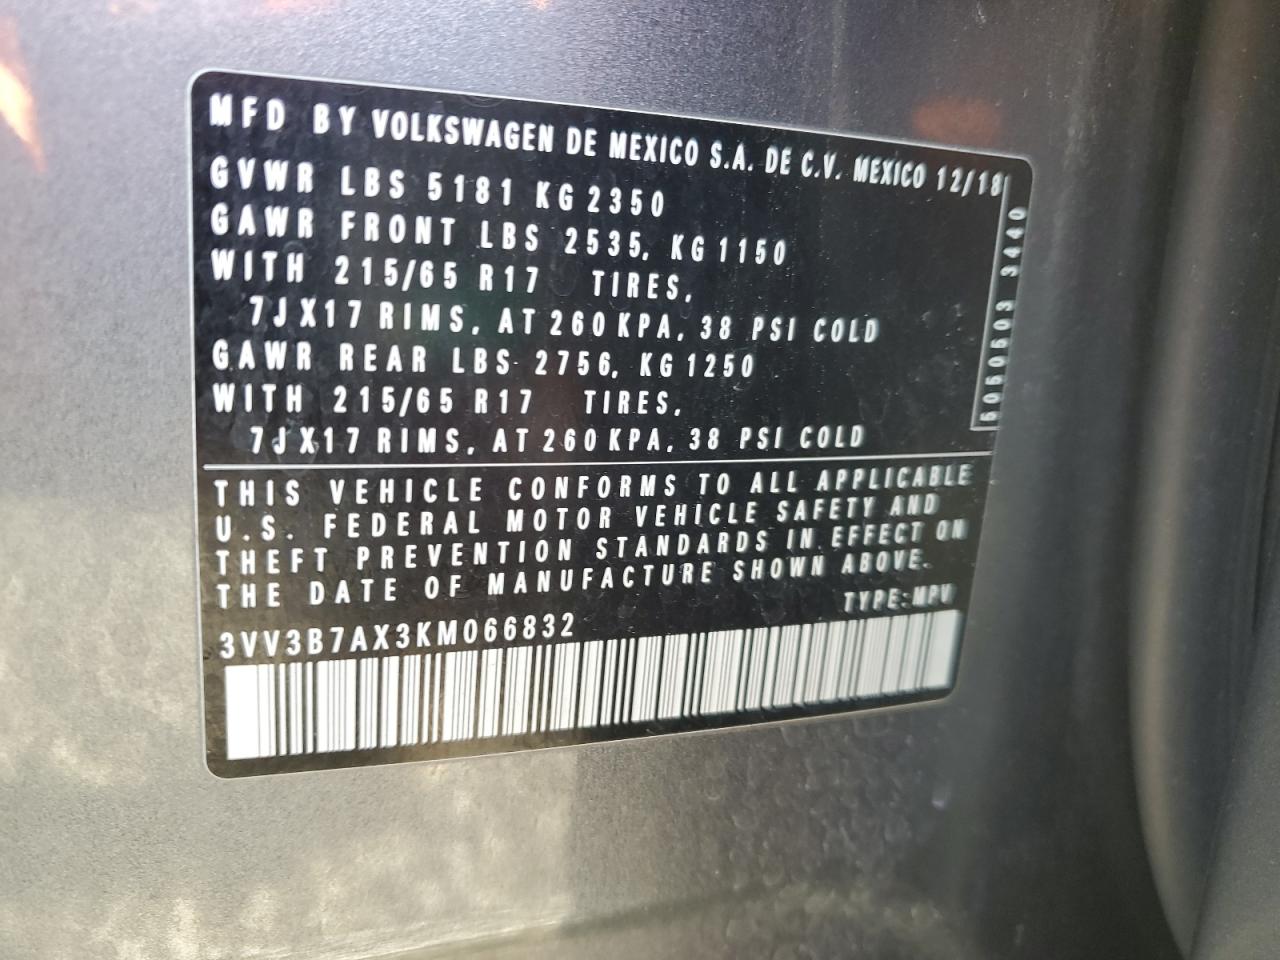 MFD BY VOLKSWAGEN DE MEXICO S.A. DE C.V. MEXICO 12/18
GVWR LBS 5181 KG 2350
GAWR FRONT LBS 2535, KG 1150
WITH 215/65 R17 TIRES,
7JX17 RIMS, AT 260 KPA, 38 PSI COLD
GAWR REAR LBS 2756, KG 1250
WITH 215/65 R17 TIRES,
7JX17 RIMS, AT 260 KPA, 38 PSI COLD
5050503 3440
THIS VEHICLE CONFORMS TO ALL APPLICABLE
U.S. FEDERAL MOTOR VEHICLE SAFETY AND
THEFT PREVENTION STANDARDS IN EFFECT ON
THE DATE OF MANUFACTURE SHOWN ABOVE.
TYPE:MPV
3VV3B7AX3KM066832